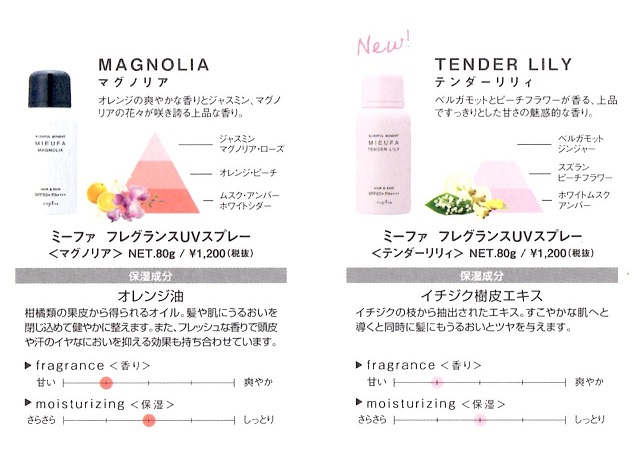 MAGNOLIA
マグノリア
オレンジの爽やかな香りとジャスミン、マグノ
リアの花々が咲き誇る上品な香り。
MIEUFA
MAGNOLIA
HAIR & SKIN
SPF50+ PA++++
napla
ジャスミン
マグノリア・ローズ
オレンジ・ピーチ
ムスク・アンバー
ホワイトシダー
ミーファ フレグランスUVスプレー
＜マグノリア＞ NET.80g / ¥1,200(税抜)
保湿成分
オレンジ油
柑橘類の果皮から得られるオイル。髪や肌にうるおいを
閉じ込めて健やかに整えます。また、フレッシュな香りで頭皮
や汗のイヤなにおいを抑える効果も持ち合わせています。
fragrance ＜香り＞
甘い 爽やか
moisturizing ＜保湿＞
さらさら しっとり
New!
TENDER LILY
テンダーリリィ
ベルガモットとピーチフラワーが香る、上品
ですっきりとした甘さの魅惑的な香り。
MIEUFA
TENDER LILY
HAIR & SKIN
SPF50+ PA++++
napla
ベルガモット
ジンジャー
スズラン
ピーチフラワー
ホワイトムスク
アンバー
ミーファ フレグランスUVスプレー
＜テンダーリリィ＞ NET.80g / ¥1,200(税抜)
保湿成分
イチジク樹皮エキス
イチジクの枝から抽出されたエキス。すこやかな肌へと
導くと同時に髪にもうるおいとツヤを与えます。
fragrance ＜香り＞
甘い 爽やか
moisturizing ＜保湿＞
さらさら しっとり